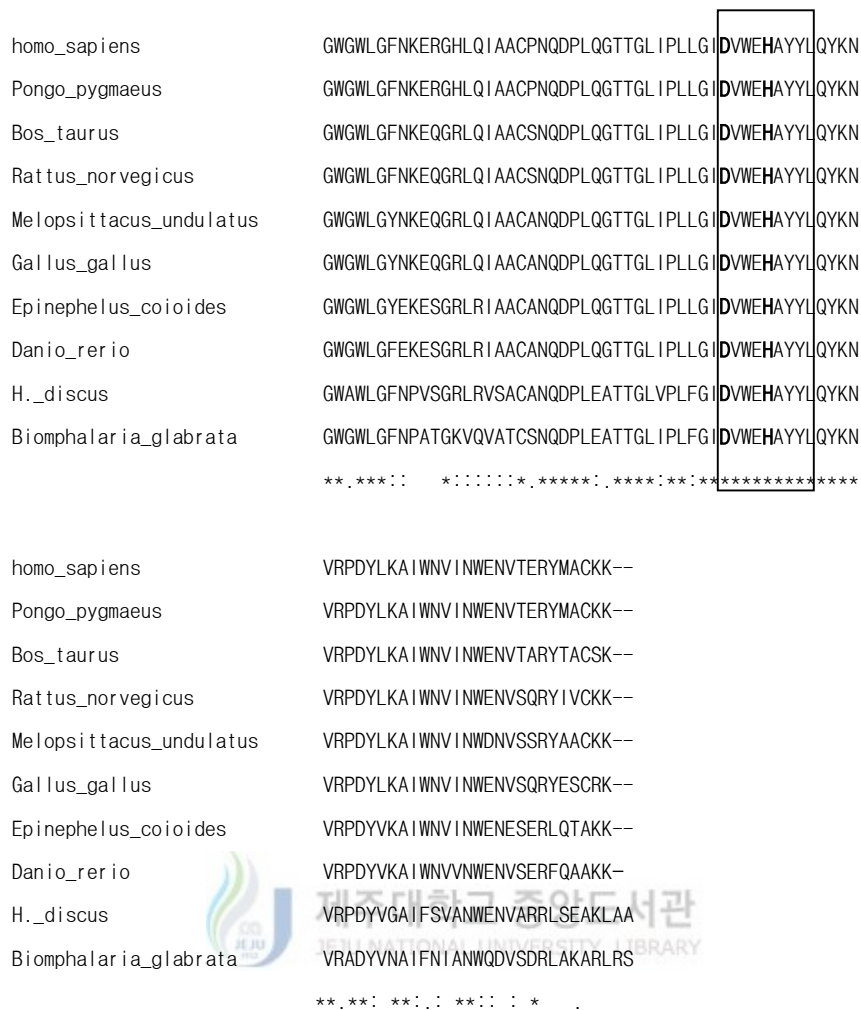 homo_sapiens GWGWLGFNKERGHLQIAACPNQDPLQGTTGLIPLLGIDVWEHAYYLQYKN
Pongo_pygmaeus GWGWLGFNKERGHLQIAACPNQDPLQGTTGLIPLLGIDVWEHAYYLQYKN
Bos_taurus GWGWLGFNKEQGRLQIAACSNQDPLQGTTGLIPLLGIDVWEHAYYLQYKN
Rattus_norvegicus GWGWLGFNKEQGRLQIAACSNQDPLQGTTGLIPLLGIDVWEHAYYLQYKN
Melopsittacus_undulatus GWGWLGYNKEQGRLQIAACANQDPLQGTTGLIPLLGIDVWEHAYYLQYKN
Gallus_gallus GWGWLGYNKEQGRLQIAACANQDPLQGTTGLIPLLGIDVWEHAYYLQYKN
Epinephelus_coioides GWGWLGYEKESGRLRIAACANQDPLQGTTGLIPLLGIDVWEHAYYLQYKN
Danio_rerio GWGWLGFEKESGRLRIAACANQDPLQGTTGLIPLLGIDVWEHAYYLQYKN
H._discus GWAWLGFNPVSGRLRVSACANQDPLEATTGLVPLFGIDVWEHAYYLQYKN
Biomphalaria_glabrata GWGWLGFNPATGKVQVATCSNQDPLEATTGLIPLFGIDVWEHAYYLQYKN
**.***::   *::::::*.*****:.****:**:***************
homo_sapiens VRPDYLKAIWNVINWENVTERYMACKK--
Pongo_pygmaeus VRPDYLKAIWNVINWENVTERYMACKK--
Bos_taurus VRPDYLKAIWNVINWENVTARYTACSK--
Rattus_norvegicus VRPDYLKAIWNVINWENVSQRYIVCKK--
Melopsittacus_undulatus VRPDYLKAIWNVINWDNVSSRYAACKK--
Gallus_gallus VRPDYLKAIWNVINWENVSQRYESCRK--
Epinephelus_coioides VRPDYVKAIWNVINWENESERLQTAKK--
Danio_rerio VRPDYVKAIWNVVNWENVSERFQAAKK–
H._discus VRPDYVGAIFSVANWENVARRLSEAKLAA
Biomphalaria_glabrata VRADYVNAIFNIANWQDVSDRLAKARLRS
**.**: **:.: **:: : *   .
제주대학교 중앙도서관
JEJU NATIONAL UNIVERSITY LIBRARY
JEJU
1952